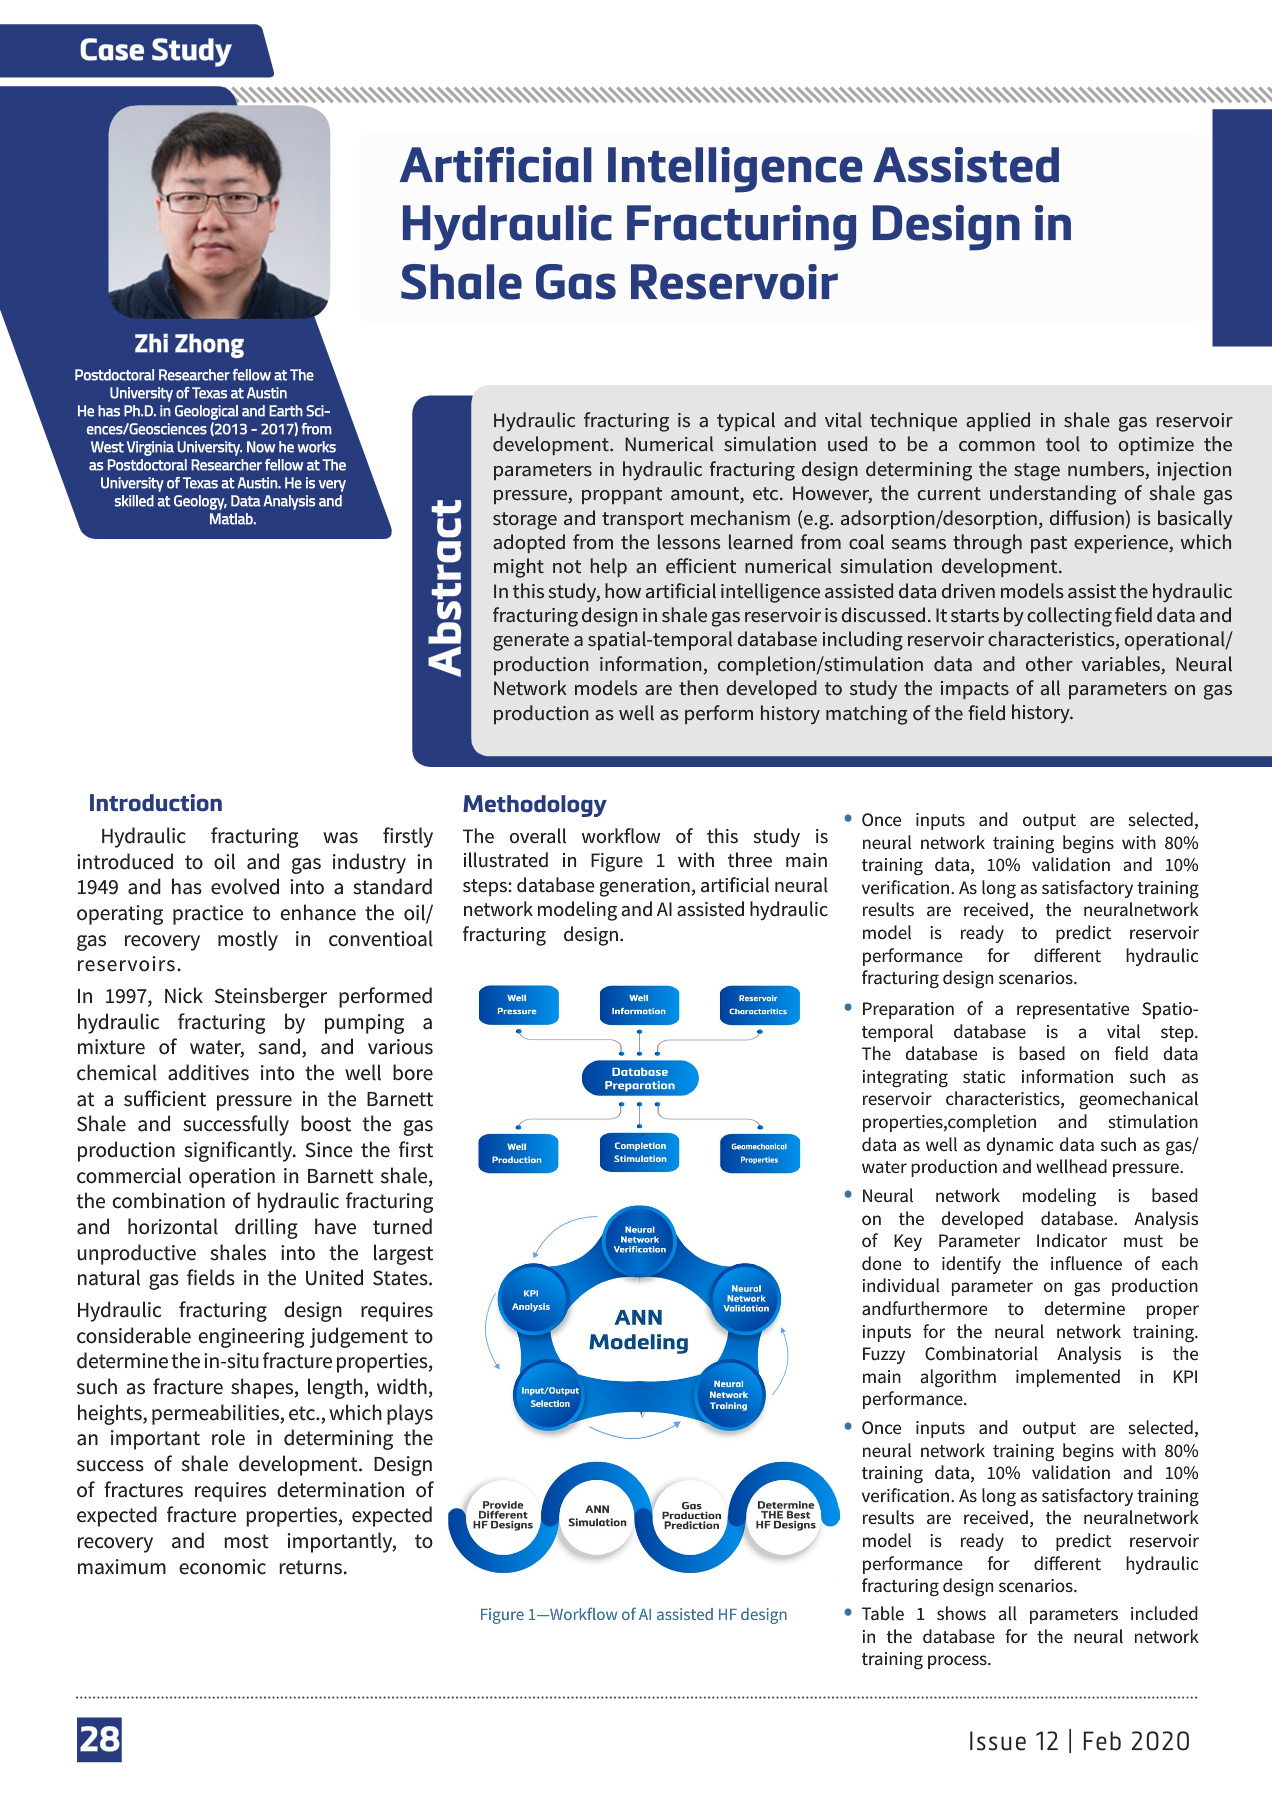 Case Study
Artificial Intelligence Assisted
Hydraulic Fracturing Design in
Shale Gas Reservoir
Zhi Zhong
Postdoctoral Researcher fellow at The
University of Texas at Austin
He has Ph.D. in Geological and Earth Sci-
ences/Geosciences (2013 - 2017) from
West Virginia University. Now he works
as Postdoctoral Researcher fellow at The
University of Texas at Austin. He is very
skilled at Geology, Data Analysis and
Matlab.
Abstract
Hydraulic fracturing is a typical and vital technique applied in shale gas reservoir
development. Numerical simulation used to be a common tool to optimize the
parameters in hydraulic fracturing design determining the stage numbers, injection
pressure, proppant amount, etc. However, the current understanding of shale gas
storage and transport mechanism (e.g. adsorption/desorption, diffusion) is basically
adopted from the lessons learned from coal seams through past experience, which
might not help an efficient numerical simulation development.
In this study, how artificial intelligence assisted data driven models assist the hydraulic
fracturing design in shale gas reservoir is discussed. It starts by collecting field data and
generate a spatial-temporal database including reservoir characteristics, operational/
production information, completion/stimulation data and other variables, Neural
Network models are then developed to study the impacts of all parameters on gas
production as well as perform history matching of the field history.
Introduction
Hydraulic fracturing was firstly
introduced to oil and gas industry in
1949 and has evolved into a standard
operating practice to enhance the oil/
gas recovery mostly in conventioal
reservoirs.
In 1997, Nick Steinsberger performed
hydraulic fracturing by pumping a
mixture of water, sand, and various
chemical additives into the well bore
at a sufficient pressure in the Barnett
Shale and successfully boost the gas
production significantly. Since the first
commercial operation in Barnett shale,
the combination of hydraulic fracturing
and horizontal drilling have turned
unproductive shales into the largest
natural gas fields in the United States.
Hydraulic fracturing design requires
considerable engineering judgement to
determine the in-situ fracture properties,
such as fracture shapes, length, width,
heights, permeabilities, etc., which plays
an important role in determining the
success of shale development. Design
of fractures requires determination of
expected fracture properties, expected
recovery and most importantly, to
maximum economic returns.
Methodology
The overall workflow of this study is
illustrated in Figure 1 with three main
steps: database generation, artificial neural
network modeling and AI assisted hydraulic
fracturing design.
Well
Pressure
Well
Information
Reservoir
Charactoritics
Database
Preparation
Well
Production
Completion
Stimulation
Geomechanical
Properties
Neural
Network
Verification
KPI
Analysis
Neural
Network
Validation
ANN
Modeling
Input/Output
Selection
Neural
Network
Training
Provide
Different
HF Designs
ANN
Simulation
Gas
Production
Prediction
Determine
THE Best
HF Designs
Figure 1—Workflow of AI assisted HF design
• Once inputs and output are selected,
neural network training begins with 80%
training data, 10% validation and 10%
verification. As long as satisfactory training
results are received, the neuralnetwork
model is ready to predict reservoir
performance for different hydraulic
fracturing design scenarios.
• Preparation of a representative Spatio-
temporal database is a vital step.
The database is based on field data
integrating static information such as
reservoir characteristics, geomechanical
properties,completion and stimulation
data as well as dynamic data such as gas/
water production and wellhead pressure.
• Neural network modeling is based
on the developed database. Analysis
of Key Parameter Indicator must be
done to identify the influence of each
individual parameter on gas production
andfurthermore to determine proper
inputs for the neural network training.
Fuzzy Combinatorial Analysis is the
main algorithm implemented in KPI
performance.
• Once inputs and output are selected,
neural network training begins with 80%
training data, 10% validation and 10%
verification. As long as satisfactory training
results are received, the neuralnetwork
model is ready to predict reservoir
performance for different hydraulic
fracturing design scenarios.
• Table 1 shows all parameters included
in the database for the neural network
training process.
28
Issue 12 | Feb 2020